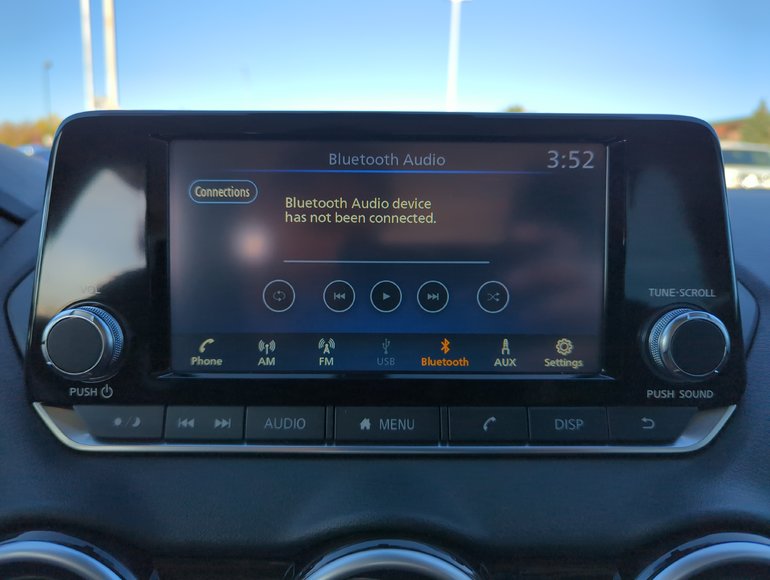 Bluetooth Audio 3:52
Connections
Bluetooth Audio device
has not been connected.
VOL
TUNE·SCROLL
Phone AM FM USB Bluetooth AUX Settings
PUSH
PUSH SOUND
AUDIO MENU DISP